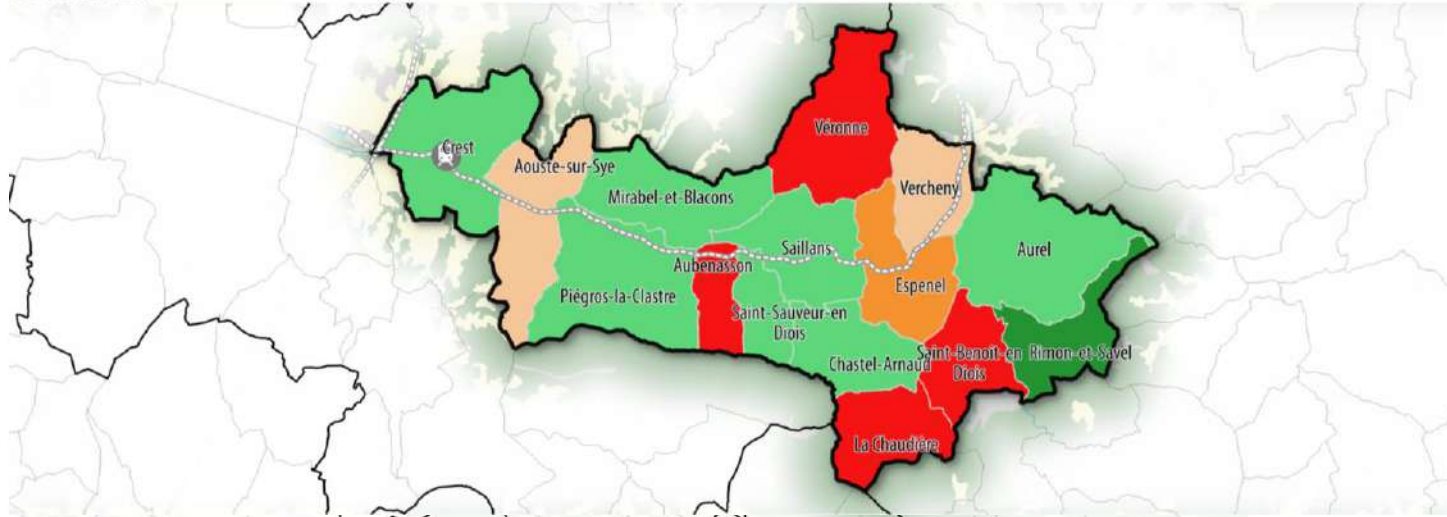 Véronne
Crest
Aouste-sur-Sye
Vercheny
Mirabel-et-Blacons
Saillans
Aurel
Aubenasson
Espenel
Piégros-la-Clastre
Saint-Sauveur-en
Diois
Chastel-Arnaud
Saint-Benoit-en
Diois
Rimon-et-Savel
La Chaudière